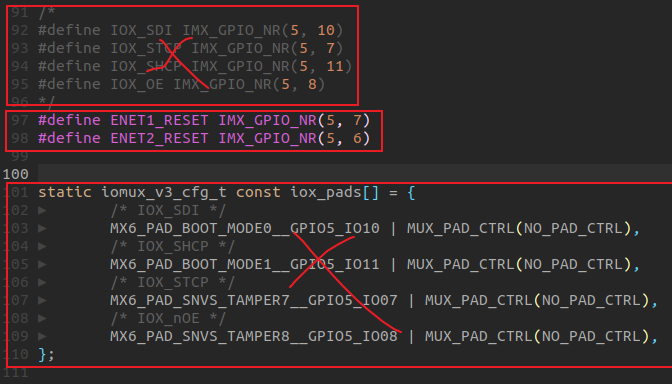 91 /*
92 #define IOX_SDI IMX_GPIO_NR(5, 10)
93 #define IOX_STCP IMX_GPIO_NR(5, 7)
94 #define IOX_SHCP IMX_GPIO_NR(5, 11)
95 #define IOX_OE IMX_GPIO_NR(5, 8)
96 */
97 #define ENET1_RESET IMX_GPIO_NR(5, 7)
98 #define ENET2_RESET IMX_GPIO_NR(5, 6)
99
100
101 static iomux_v3_cfg_t const iox_pads[] = {
102 /* IOX_SDI */
103 MX6_PAD_BOOT_MODE0__GPIO5_IO10 | MUX_PAD_CTRL(NO_PAD_CTRL),
104 /* IOX_SHCP */
105 MX6_PAD_BOOT_MODE1__GPIO5_IO11 | MUX_PAD_CTRL(NO_PAD_CTRL),
106 /* IOX_STCP */
107 MX6_PAD_SNVS_TAMPER7__GPIO5_IO07 | MUX_PAD_CTRL(NO_PAD_CTRL),
108 /* IOX_nOE */
109 MX6_PAD_SNVS_TAMPER8__GPIO5_IO08 | MUX_PAD_CTRL(NO_PAD_CTRL),
110 };
111